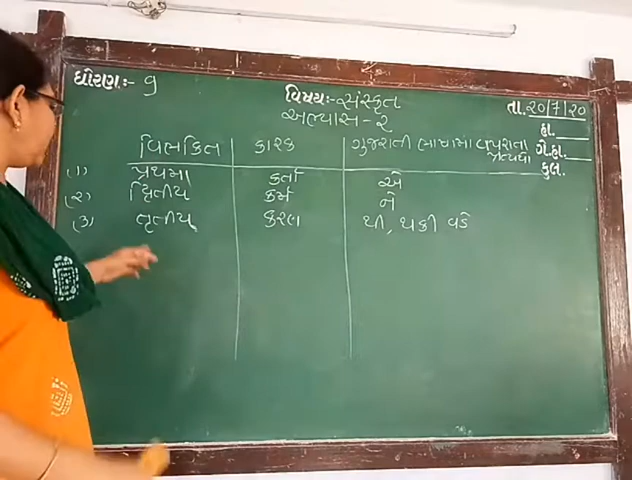 ધોરણ:- 9
વિષય:- સંસ્કૃત
અભ્યાસ - ૨
તા. ૨૦/7/૨૦
હા.
ગે.હા.
કુલ.
વિભકિત કારક ગુજરાતી ભાષામાં વપરાતા પ્રત્યયો
(૧) પ્રથમા કર્તા એ
(૨) દ્વિતીય કર્મ ને
(૩) તૃતીય કરણ થી, થકી વડે